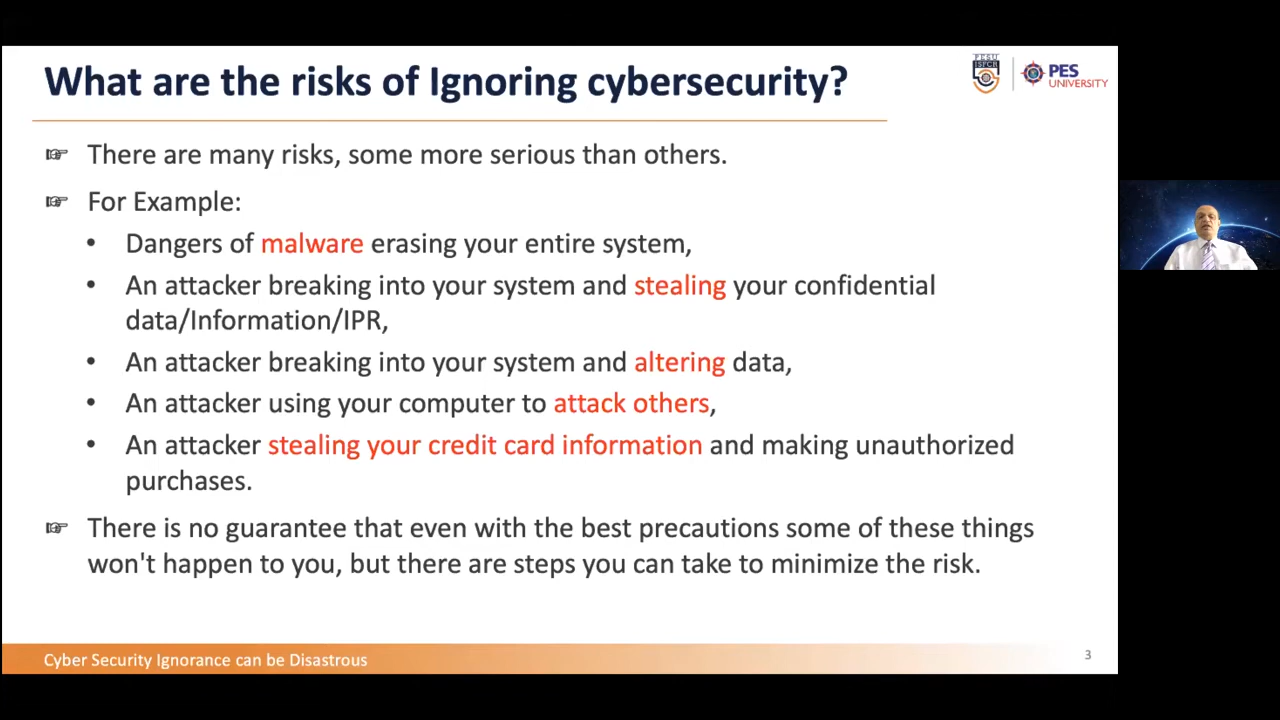 What are the risks of Ignoring cybersecurity?
PESU
ISFCR
PES
UNIVERSITY
There are many risks, some more serious than others.
For Example:
• Dangers of malware erasing your entire system,
• An attacker breaking into your system and stealing your confidential
data/Information/IPR,
• An attacker breaking into your system and altering data,
• An attacker using your computer to attack others,
• An attacker stealing your credit card information and making unauthorized
purchases.
There is no guarantee that even with the best precautions some of these things
won't happen to you, but there are steps you can take to minimize the risk.
Cyber Security Ignorance can be Disastrous
3